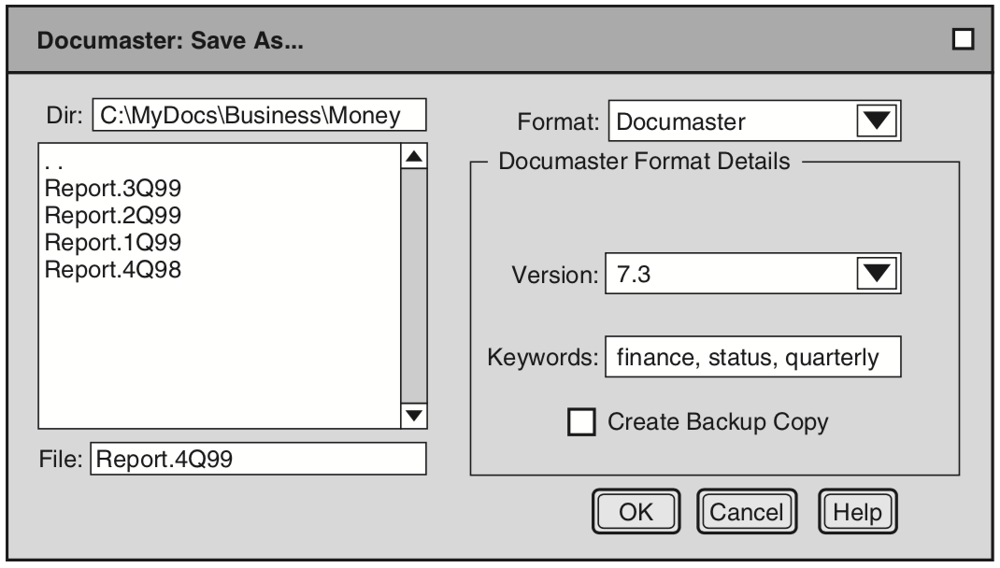 Documaster: Save As...
Dir: C:\MyDocs\Business\Money
. .
Report.3Q99
Report.2Q99
Report.1Q99
Report.4Q98
File: Report.4Q99
Format: Documaster
Documaster Format Details
Version: 7.3
Keywords: finance, status, quarterly
Create Backup Copy
OK Cancel Help